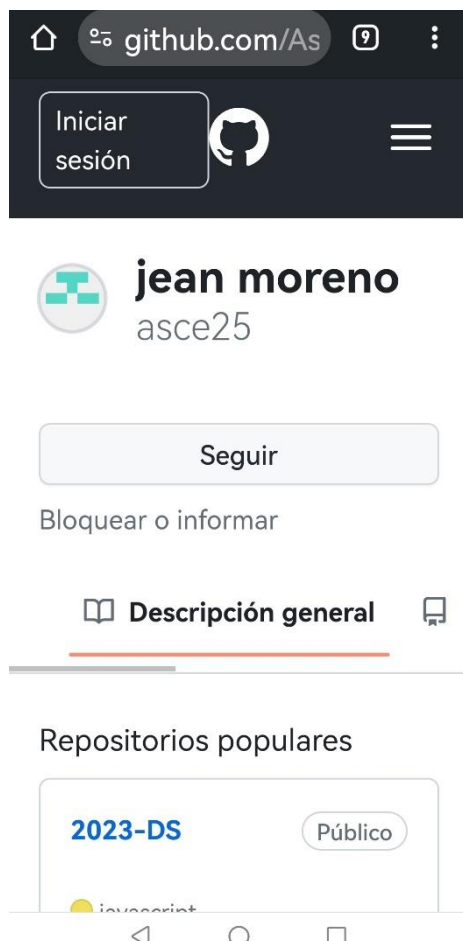 github.com/As
9
Iniciar
sesión
jean moreno
asce25
Seguir
Bloquear o informar
Descripción general
Repositorios populares
2023-DS
Público
javascript